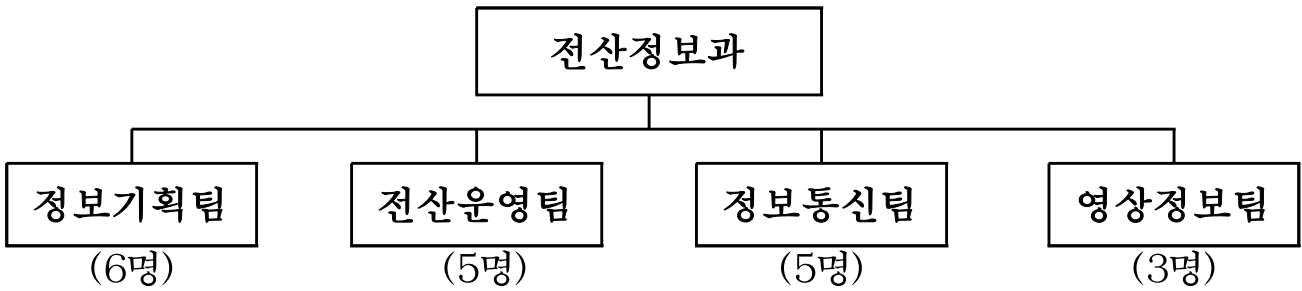 전산정보과
정보기획팀 전산운영팀 정보통신팀 영상정보팀
(6명) (5명) (5명) (3명)